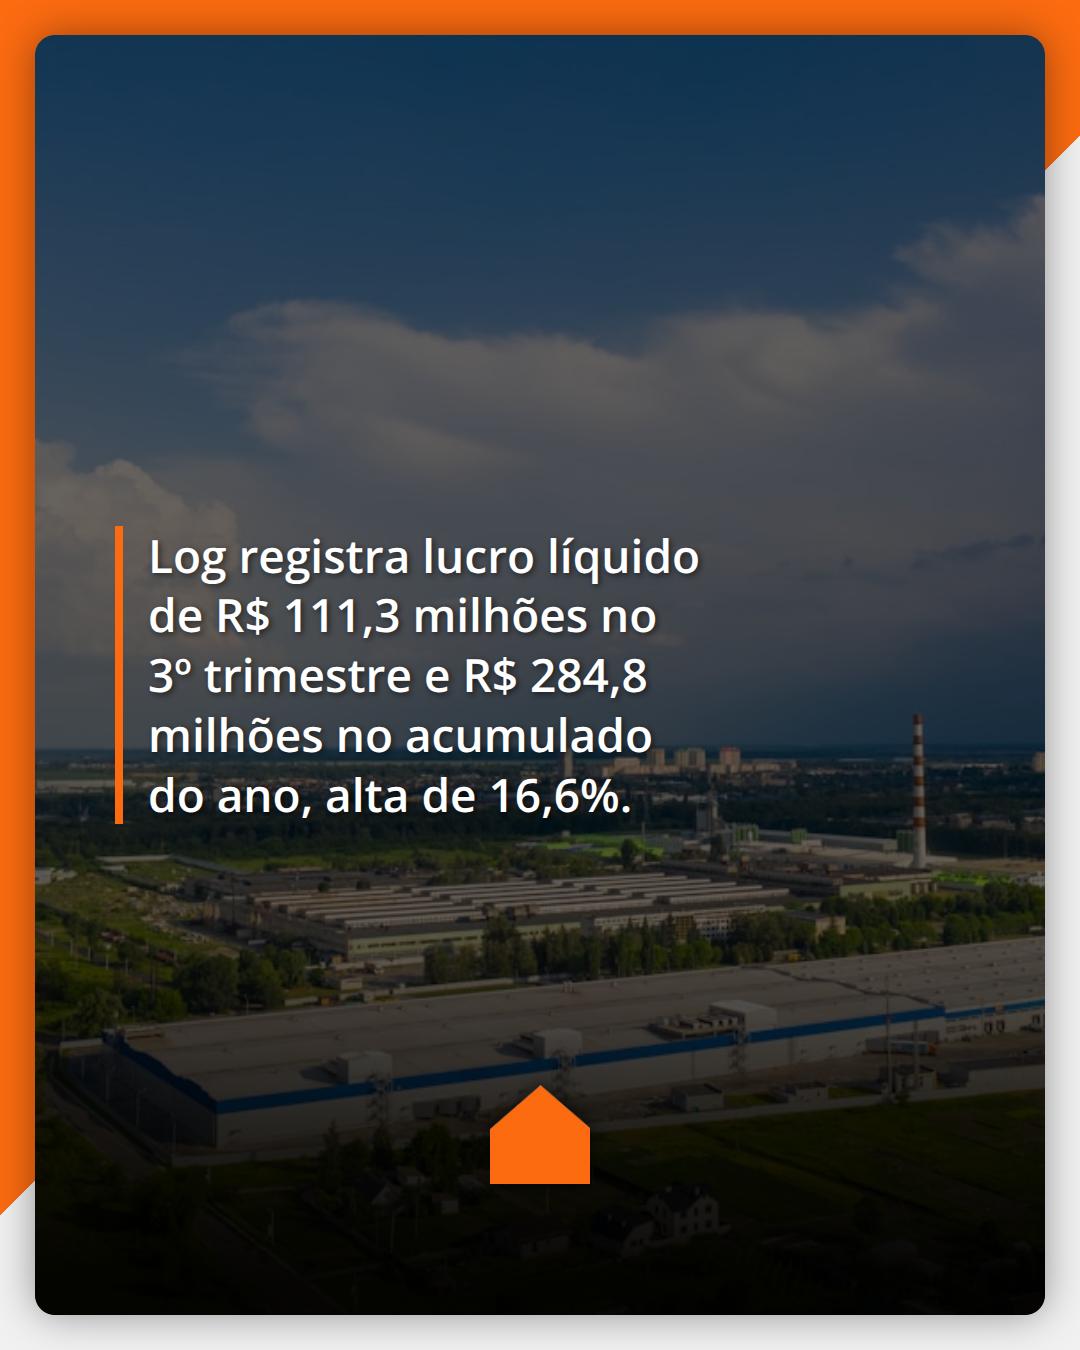 Log registra lucro líquido
de R$ 111,3 milhões no
3º trimestre e R$ 284,8
milhões no acumulado
do ano, alta de 16,6%.